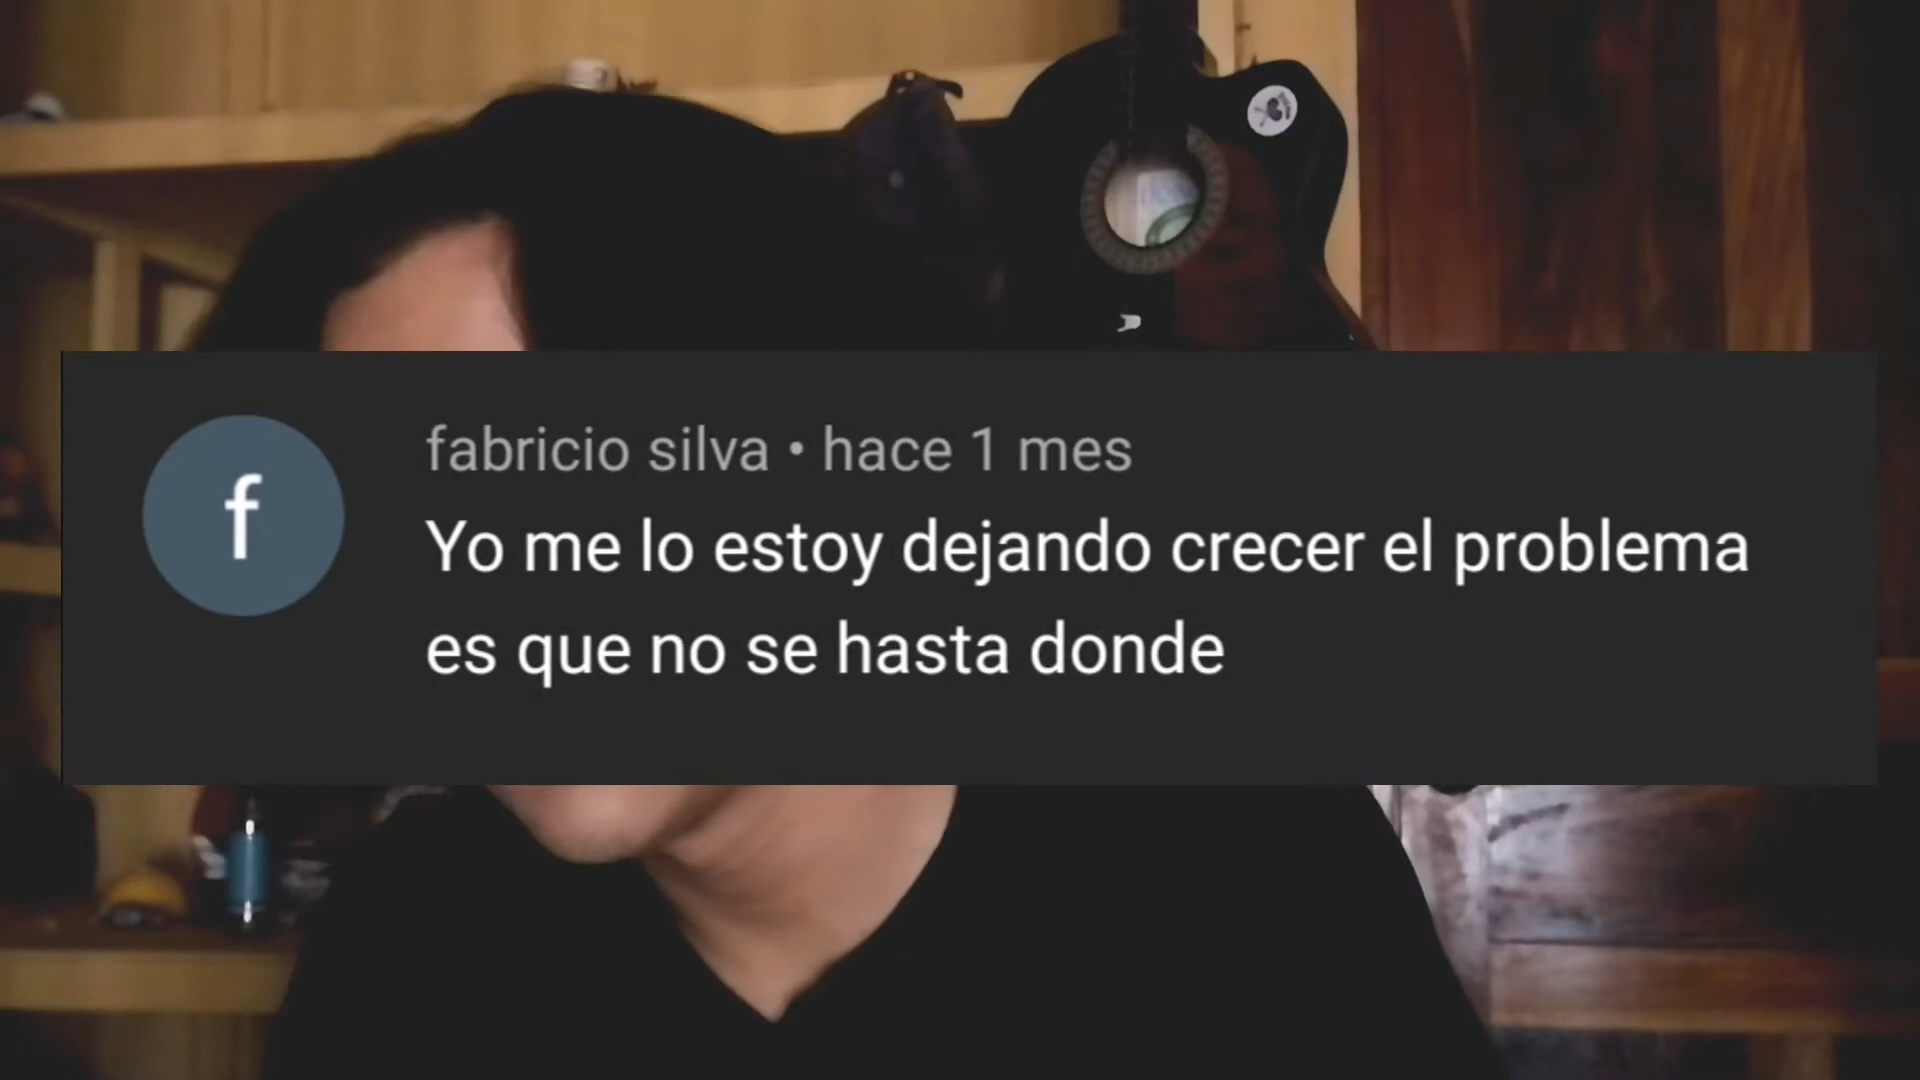 f
fabricio silva • hace 1 mes
Yo me lo estoy dejando crecer el problema
es que no se hasta donde